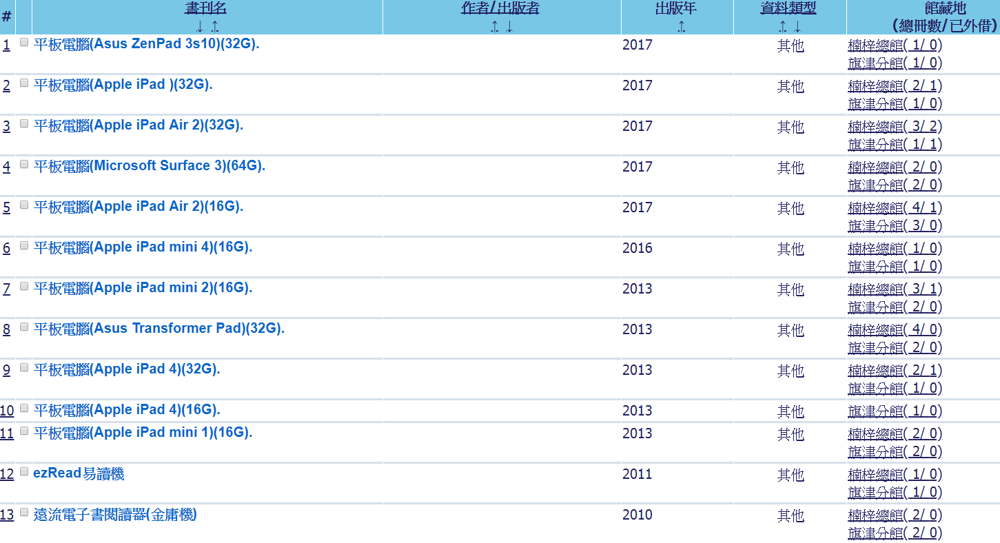 # 書刊名 作者/出版者 出版年 資料類型 館藏地
↓ ↑ ↑ ↓ ↑ ↑ ↓ (總冊數/已外借)
1 平板電腦(Asus ZenPad 3s10)(32G). 2017 其他 楠梓總館( 1/ 0)
旗津分館( 1/ 0)
2 平板電腦(Apple iPad )(32G). 2017 其他 楠梓總館( 2/ 1)
旗津分館( 1/ 0)
3 平板電腦(Apple iPad Air 2)(32G). 2017 其他 楠梓總館( 3/ 2)
旗津分館( 1/ 1)
4 平板電腦(Microsoft Surface 3)(64G). 2017 其他 楠梓總館( 2/ 0)
旗津分館( 2/ 0)
5 平板電腦(Apple iPad Air 2)(16G). 2017 其他 楠梓總館( 4/ 1)
旗津分館( 3/ 0)
6 平板電腦(Apple iPad mini 4)(16G). 2016 其他 楠梓總館( 1/ 0)
旗津分館( 1/ 0)
7 平板電腦(Apple iPad mini 2)(16G). 2013 其他 楠梓總館( 3/ 1)
旗津分館( 2/ 0)
8 平板電腦(Asus Transformer Pad)(32G). 2013 其他 楠梓總館( 4/ 0)
旗津分館( 2/ 0)
9 平板電腦(Apple iPad 4)(32G). 2013 其他 楠梓總館( 2/ 1)
旗津分館( 1/ 0)
10 平板電腦(Apple iPad 4)(16G). 2013 其他 旗津分館( 1/ 0)
11 平板電腦(Apple iPad mini 1)(16G). 2013 其他 楠梓總館( 2/ 0)
旗津分館( 2/ 0)
12 ezRead易讀機 2011 其他 楠梓總館( 1/ 0)
旗津分館( 1/ 0)
13 遠流電子書閱讀器(金庸機) 2010 其他 楠梓總館( 2/ 0)
旗津分館( 2/ 0)